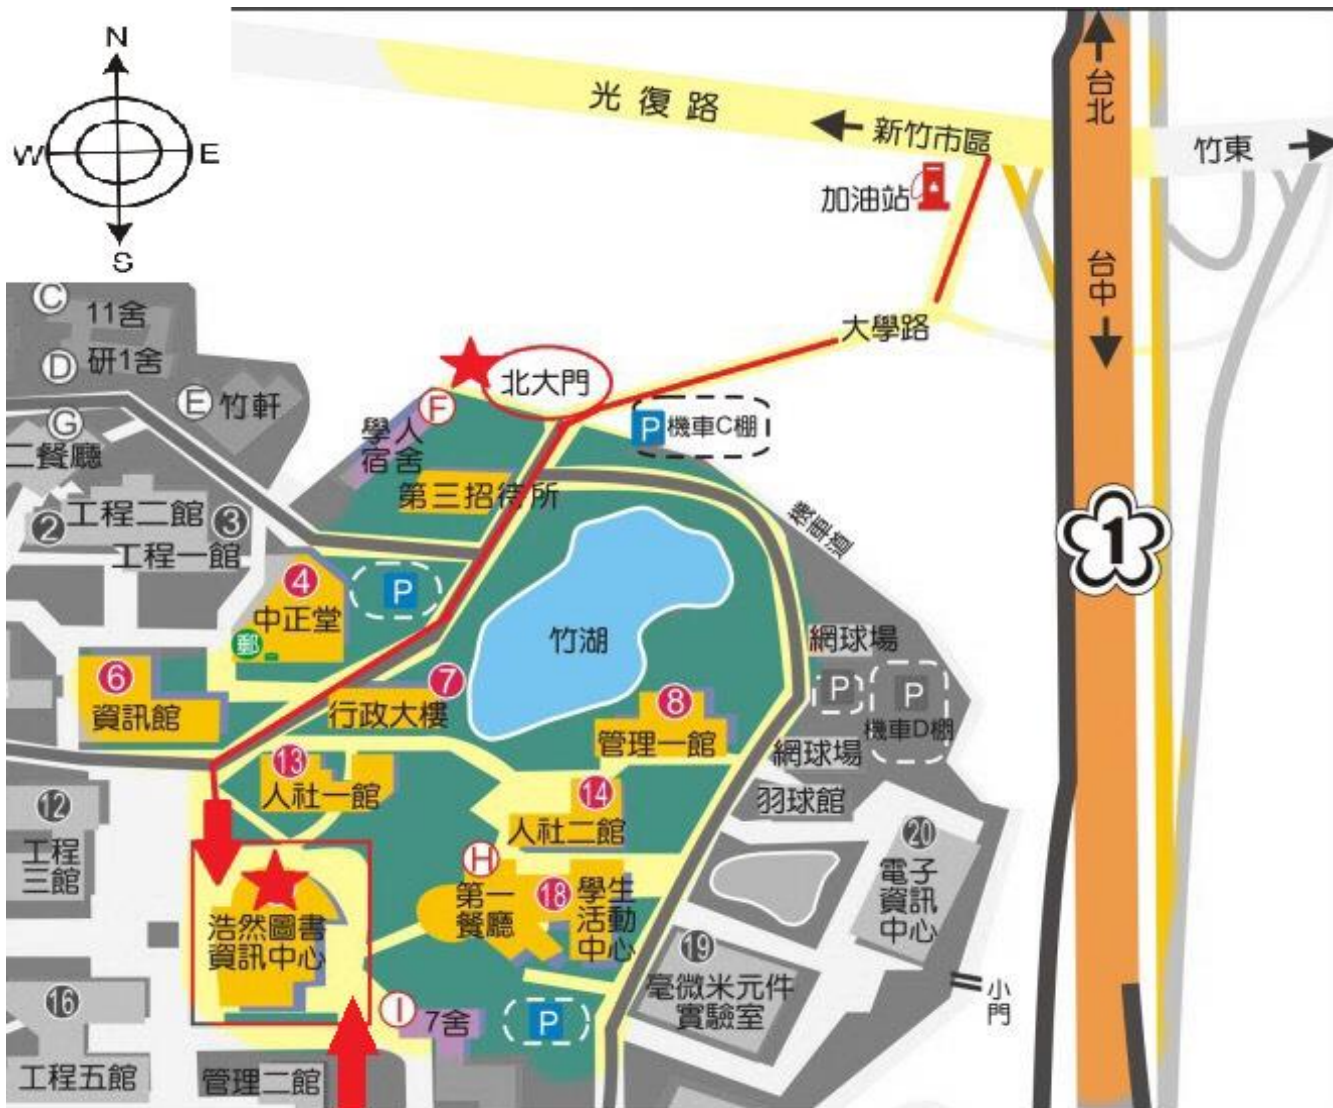 N
W
E
S
光復路
新竹市區
加油站
台北
竹東
台中
大學路
1
C
11舍
D
研1舍
E
竹軒
G
二餐廳
北大門
F
學人
宿舍
P
機車C棚
第三招待所
機車道
2
工程二館
3
工程一館
4
中正堂
郵
P
竹湖
網球場
P
P
機車D棚
6
資訊館
7
行政大樓
8
管理一館
網球場
13
人社一館
14
人社二館
羽球館
12
工程
三館
20
電子
資訊
中心
H
第一
餐廳
18
學生
活動
中心
浩然圖書
資訊中心
19
毫微米元件
實驗室
小
門
16
I
7舍
P
工程五館
管理二館